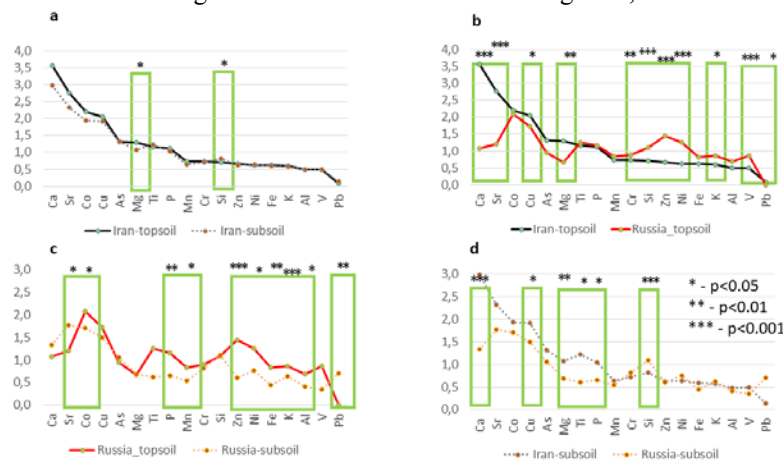 a
* *
4,0
3,5
3,0
2,5
2,0
1,5
1,0
0,5
0,0
Ca Sr Co Cu As Mg Ti P Mn Cr Si Zn Ni Fe K Al V Pb
Iran-topsoil Iran-subsoil
b
*** *** * ** ** +++ *** *** * *** *
4,0
3,5
3,0
2,5
2,0
1,5
1,0
0,5
0,0
Ca Sr Co Cu As Mg Ti P Mn Cr Si Zn Ni Fe K Al V Pb
Iran-topsoil Russia_topsoil
c
* * ++ * *** * ** *** * **
3,0
2,5
2,0
1,5
1,0
0,5
0,0
Ca Sr Co Cu As Mg Ti P Mn Cr Si Zn Ni Fe K Al V Pb
Russia_topsoil Russia-subsoil
d
*** * ** * * ***
* - p<0.05
** - p<0.01
*** - p<0.001
3,0
2,5
2,0
1,5
1,0
0,5
0,0
Ca Sr Co Cu As Mg Ti P Mn Cr Si Zn Ni Fe K Al V Pb
Iran-subsoil Russia-subsoil